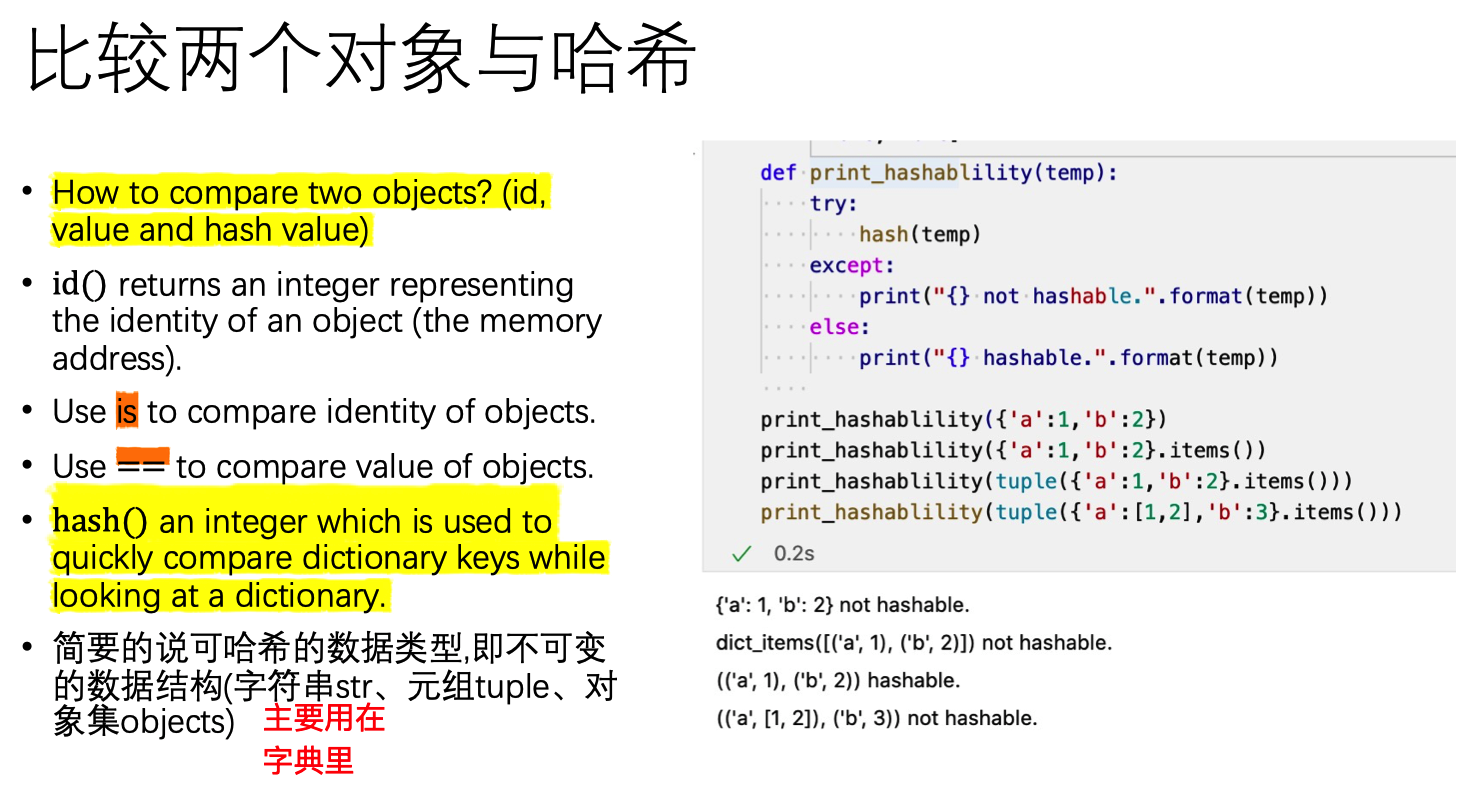 比较两个对象与哈希
• How to compare two objects? (id,
value and hash value)
• id() returns an integer representing
the identity of an object (the memory
address).
• Use is to compare identity of objects.
• Use == to compare value of objects.
• hash() an integer which is used to
quickly compare dictionary keys while
looking at a dictionary.
• 简要的说可哈希的数据类型,即不可变
的数据结构(字符串str、元组tuple、对
象集objects)
主要用在
字典里
def print_hashablility(temp):
····try:
········hash(temp)
····except:
········print("{}·not·hashable.".format(temp))
····else:
········print("{}·hashable.".format(temp))
····
print_hashablility({'a':1,'b':2})
print_hashablility({'a':1,'b':2}.items())
print_hashablility(tuple({'a':1,'b':2}.items()))
print_hashablility(tuple({'a':[1,2],'b':3}.items()))
✓ 0.2s
{'a': 1, 'b': 2} not hashable.
dict_items([('a', 1), ('b', 2)]) not hashable.
(('a', 1), ('b', 2)) hashable.
(('a', [1, 2]), ('b', 3)) not hashable.